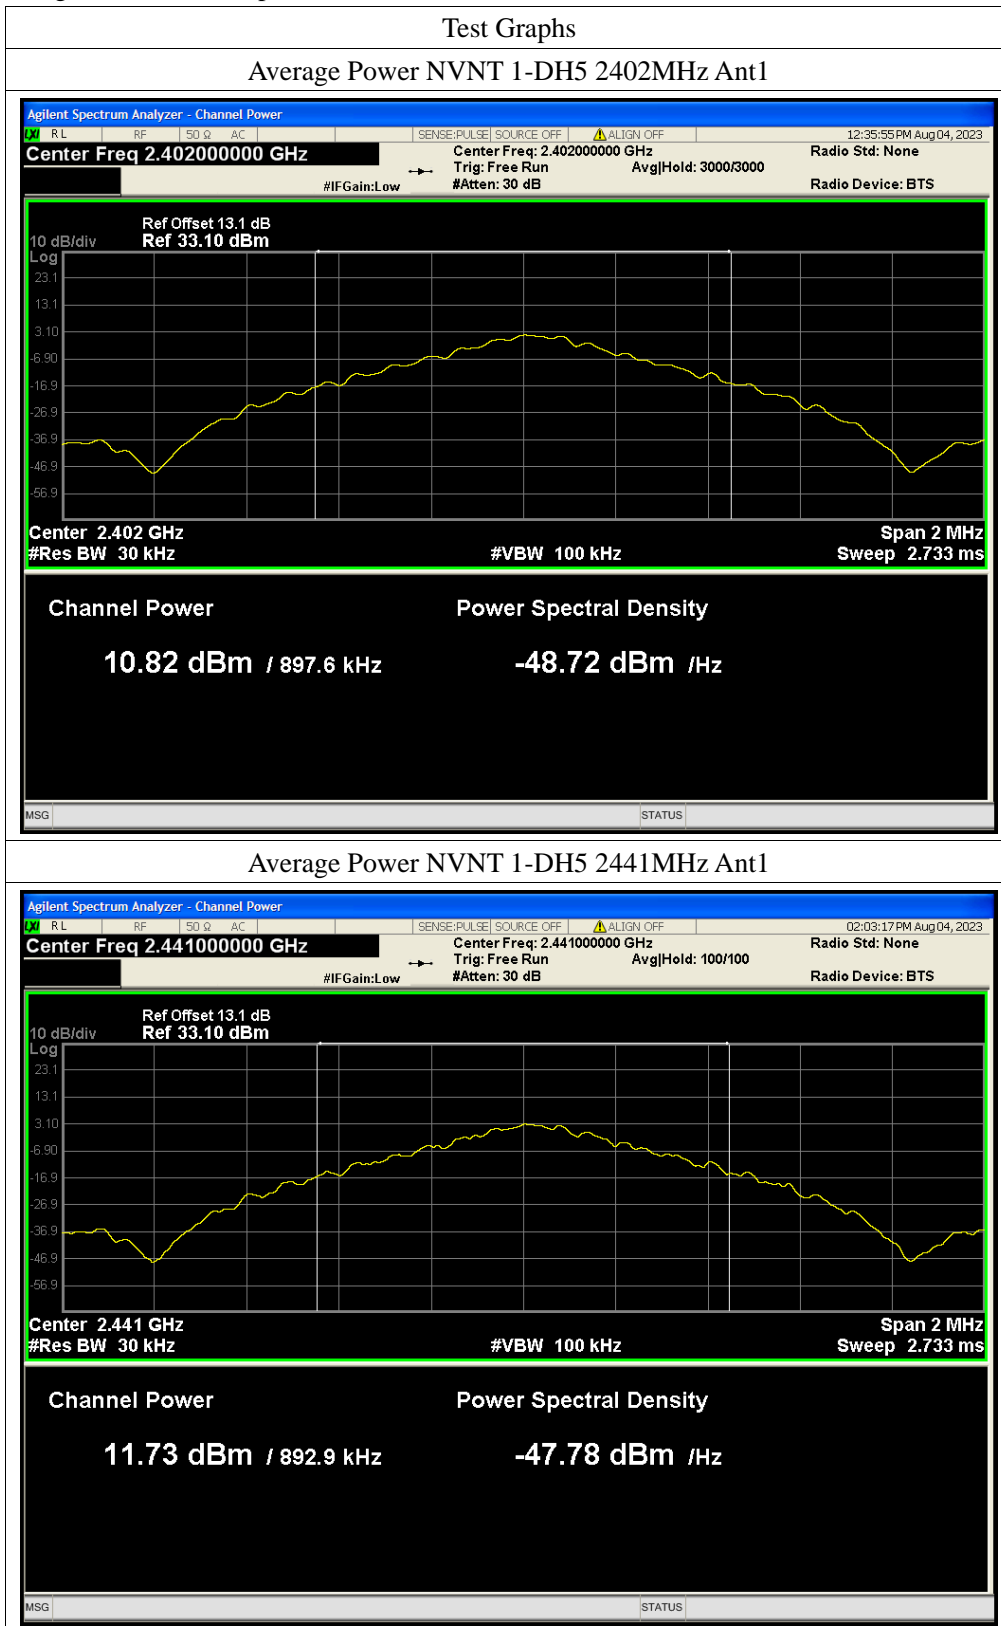 Test Graphs
Average Power NVNT 1-DH5 2402MHz Ant1
Agilent Spectrum Analyzer - Channel Power
LXI RL RF 50 Ω AC SENSE:PULSE SOURCE OFF ALIGN OFF 12:35:55 PM Aug 04, 2023
Center Freq 2.402000000 GHz Center Freq: 2.402000000 GHz Radio Std: None
Trig: Free Run Avg|Hold: 3000/3000
#IFGain:Low #Atten: 30 dB Radio Device: BTS
Ref Offset 13.1 dB
10 dB/div Ref 33.10 dBm
Log
23.1
13.1
3.10
-6.90
-16.9
-26.9
-36.9
-46.9
-56.9
Center 2.402 GHz Span 2 MHz
#Res BW 30 kHz #VBW 100 kHz Sweep 2.733 ms
Channel Power Power Spectral Density
10.82 dBm / 897.6 kHz -48.72 dBm /Hz
MSG STATUS
Average Power NVNT 1-DH5 2441MHz Ant1
Agilent Spectrum Analyzer - Channel Power
LXI RL RF 50 Ω AC SENSE:PULSE SOURCE OFF ALIGN OFF 02:03:17 PM Aug 04, 2023
Center Freq 2.441000000 GHz Center Freq: 2.441000000 GHz Radio Std: None
Trig: Free Run Avg|Hold: 100/100
#IFGain:Low #Atten: 30 dB Radio Device: BTS
Ref Offset 13.1 dB
10 dB/div Ref 33.10 dBm
Log
23.1
13.1
3.10
-6.90
-16.9
-26.9
-36.9
-46.9
-56.9
Center 2.441 GHz Span 2 MHz
#Res BW 30 kHz #VBW 100 kHz Sweep 2.733 ms
Channel Power Power Spectral Density
11.73 dBm / 892.9 kHz -47.78 dBm /Hz
MSG STATUS